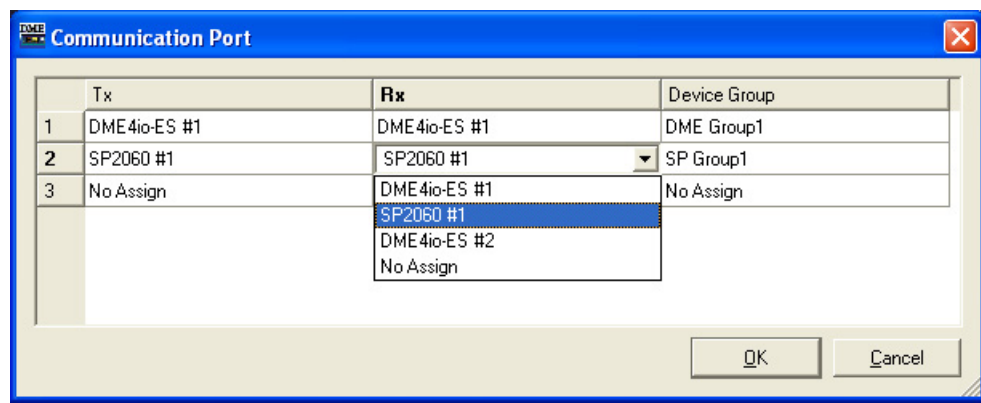 DME Communication Port
Tx Rx Device Group
1 DME4io-ES #1 DME4io-ES #1 DME Group1
2 SP2060 #1 SP2060 #1 SP Group1
3 No Assign No Assign
DME4io-ES #1
SP2060 #1
DME4io-ES #2
No Assign
OK Cancel